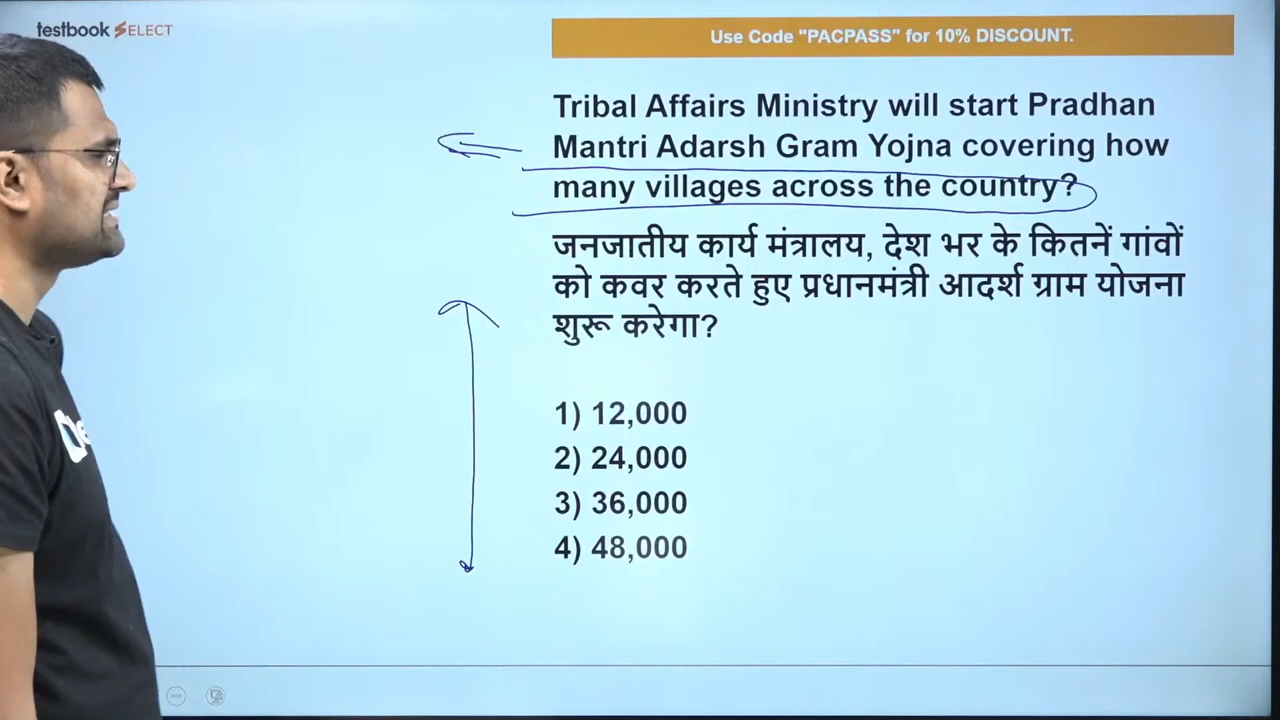 testbook SELECT
Use Code "PACPASS" for 10% DISCOUNT.
Tribal Affairs Ministry will start Pradhan
Mantri Adarsh Gram Yojna covering how
many villages across the country?
जनजातीय कार्य मंत्रालय, देश भर के कितनें गांवों
को कवर करते हुए प्रधानमंत्री आदर्श ग्राम योजना
शुरू करेगा?
1) 12,000
2) 24,000
3) 36,000
4) 48,000